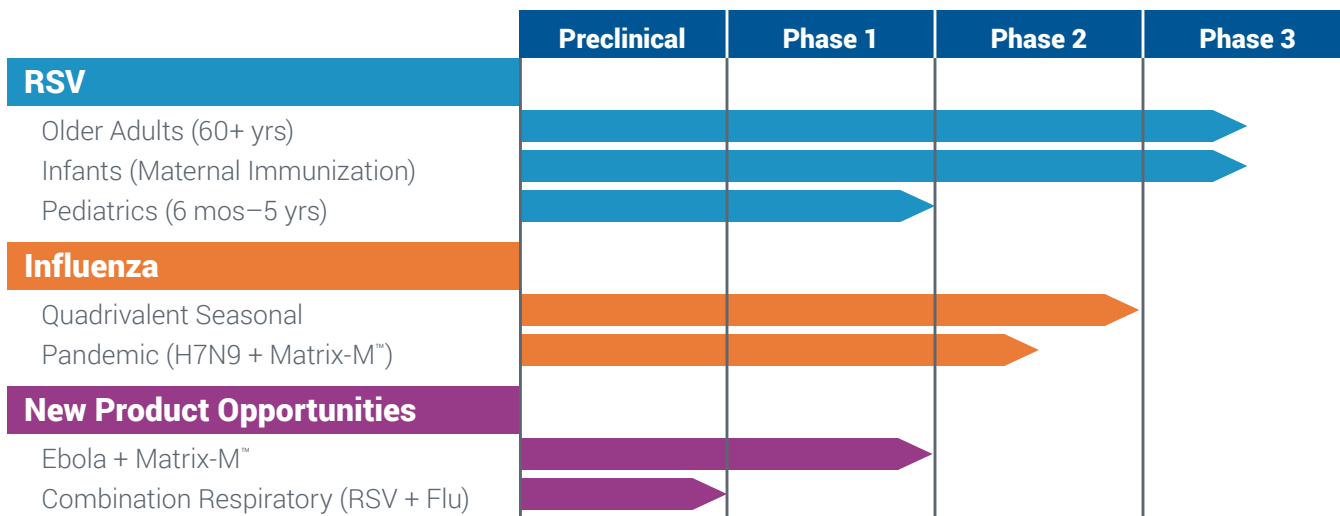 Preclinical Phase 1 Phase 2 Phase 3
RSV
Older Adults (60+ yrs)
Infants (Maternal Immunization)
Pediatrics (6 mos–5 yrs)
Influenza
Quadrivalent Seasonal
Pandemic (H7N9 + Matrix-M™)
New Product Opportunities
Ebola + Matrix-M™
Combination Respiratory (RSV + Flu)